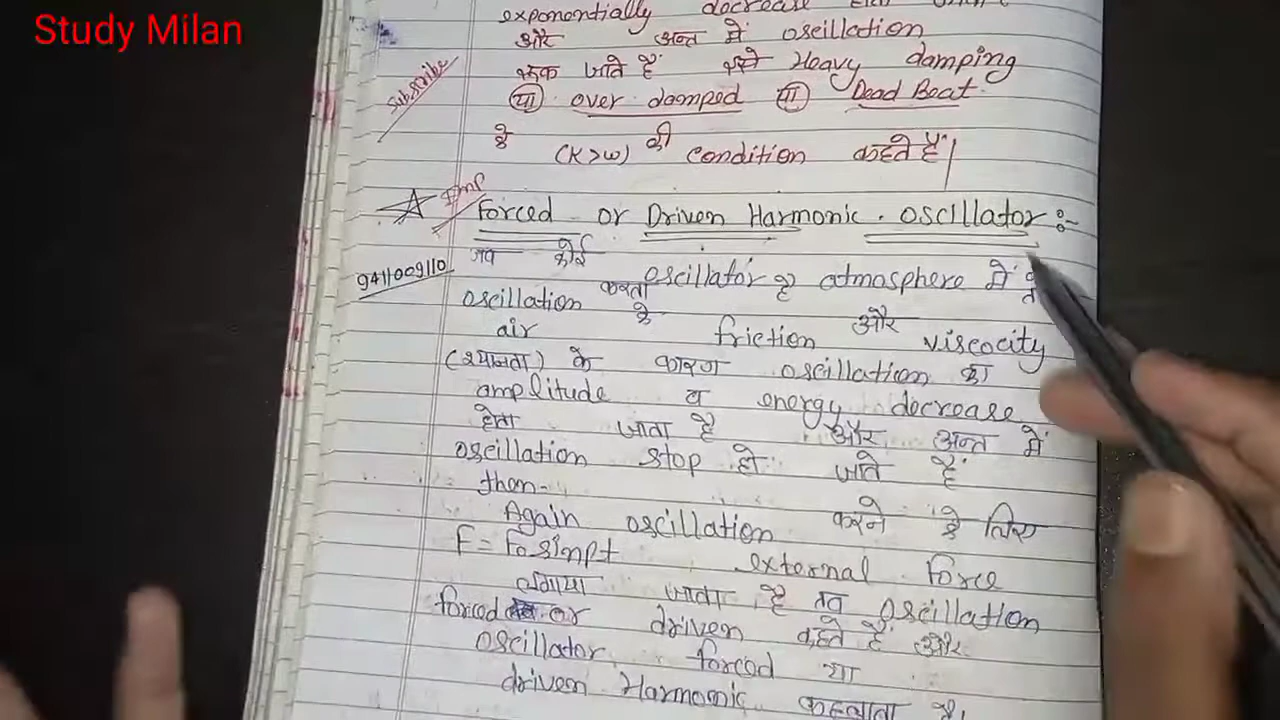 Study Milan
exponentially decrease
और अन्त में oscillation
रुक जाते हैं इसे Heavy damping
Subscribe
(या) over damped (या) Dead Beat
के (K>ω) की condition कहते हैं।
Imp
Forced or Driven Harmonic. oscillator :-
जब कोई oscillator है atmosphere में
9411009110
oscillation करता है
air friction और viscocity
(श्यानता) के कारण oscillation का
amplitude व energy decrease
होता जाता है और अन्त में
oscillation stop हो जाते हैं
then-
Again oscillation करने के लिए
F = Fosinpt external force
लगाया जाता है तब oscillation
forced or driven कहते हैं और
oscillator forced या
driven Harmonic कहलाता है।